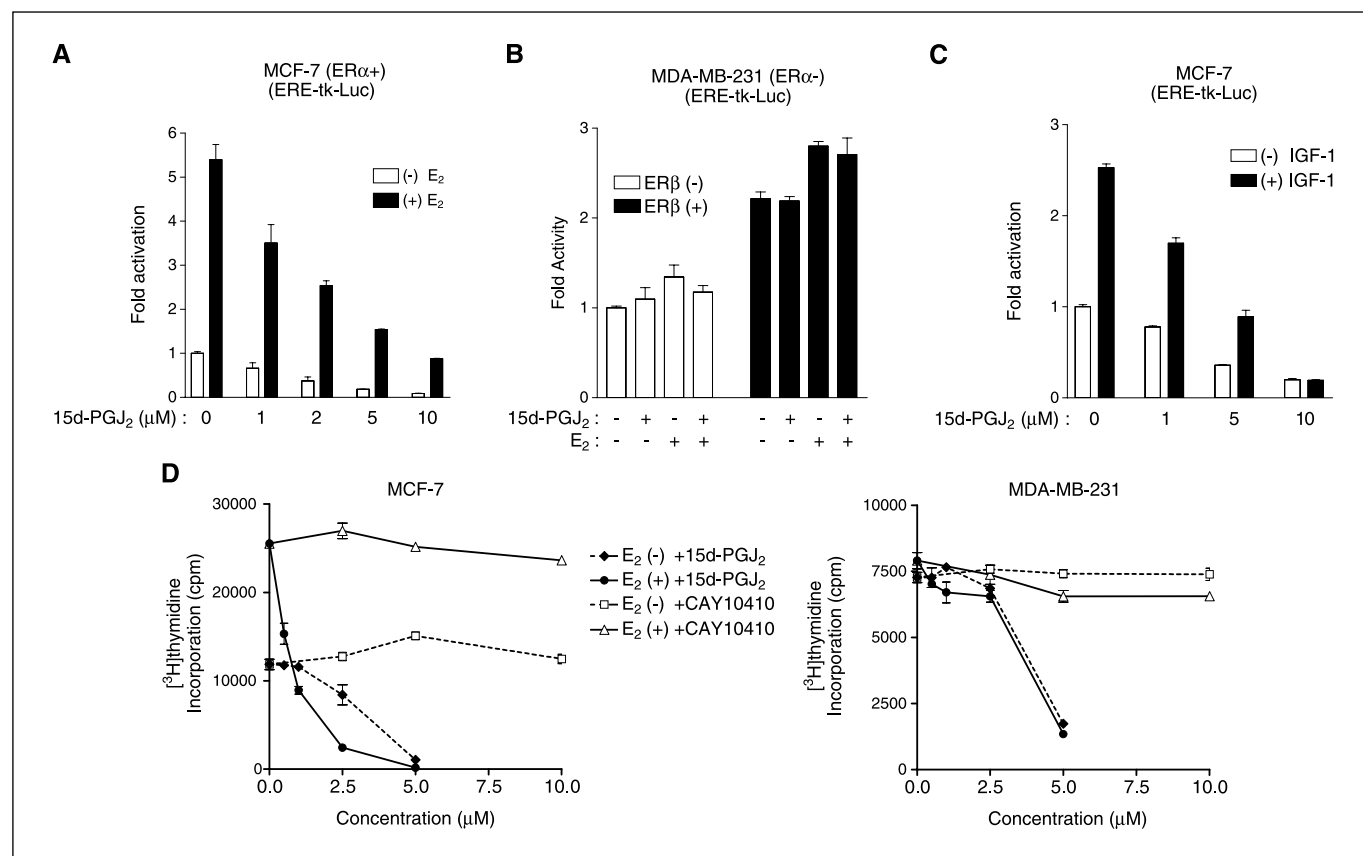 A
MCF-7 (ERα+)
(ERE-tk-Luc)
Fold activation
6
5
4
3
2
1
0
(-) E₂
(+) E₂
15d-PGJ₂ (μM) : 0 1 2 5 10
B
MDA-MB-231 (ERα-)
(ERE-tk-Luc)
Fold Activity
3
2
1
0
ERβ (-)
ERβ (+)
15d-PGJ₂ : - + - + - + - +
E₂ : - - + + - - + +
C
MCF-7
(ERE-tk-Luc)
Fold activation
3
2
1
0
(-) IGF-1
(+) IGF-1
15d-PGJ₂ (μM) : 0 1 5 10
D
MCF-7
[³H]thymidine
Incorporation (cpm)
30000
20000
10000
0
0.0 2.5 5.0 7.5 10.0
Concentration (μM)
E₂ (-) +15d-PGJ₂
E₂ (+) +15d-PGJ₂
E₂ (-) +CAY10410
E₂ (+) +CAY10410
MDA-MB-231
[³H]thymidine
Incorporation (cpm)
10000
7500
5000
2500
0
0.0 2.5 5.0 7.5 10.0
Concentration (μM)